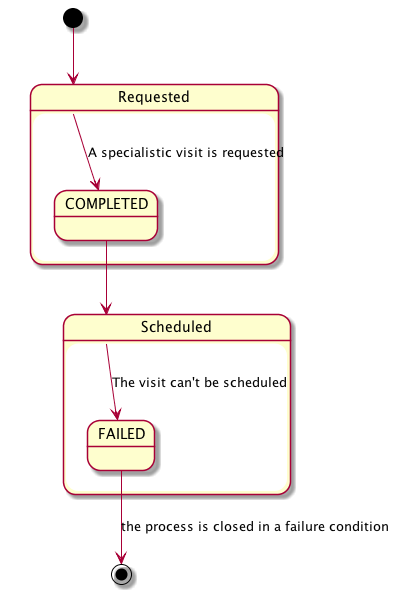 Requested
A specialistic visit is requested
COMPLETED
Scheduled
The visit can't be scheduled
FAILED
the process is closed in a failure condition